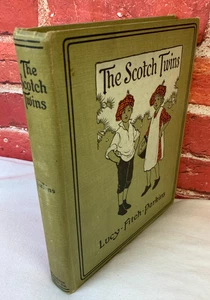 The
Scotch
Twins
The Scotch Twins
Lucy · Fitch · Perkins